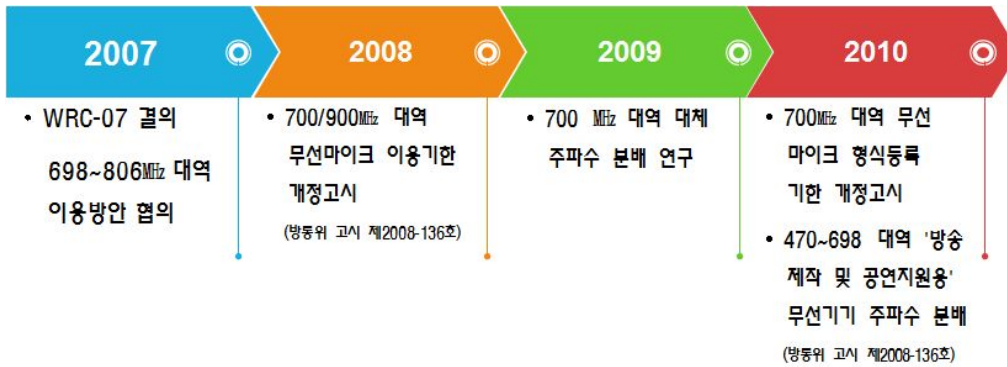 2007
• WRC-07 결의
698~806㎒ 대역
이용방안 협의
2008
• 700/900㎒ 대역
무선마이크 이용기한
개정고시
(방통위 고시 제2008-136호)
2009
• 700 ㎒ 대역 대체
주파수 분배 연구
2010
• 700㎒ 대역 무선
마이크 형식등록
기한 개정고시
• 470~698 대역 '방송
제작 및 공연지원용'
무선기기 주파수 분배
(방통위 고시 제2008-136호)